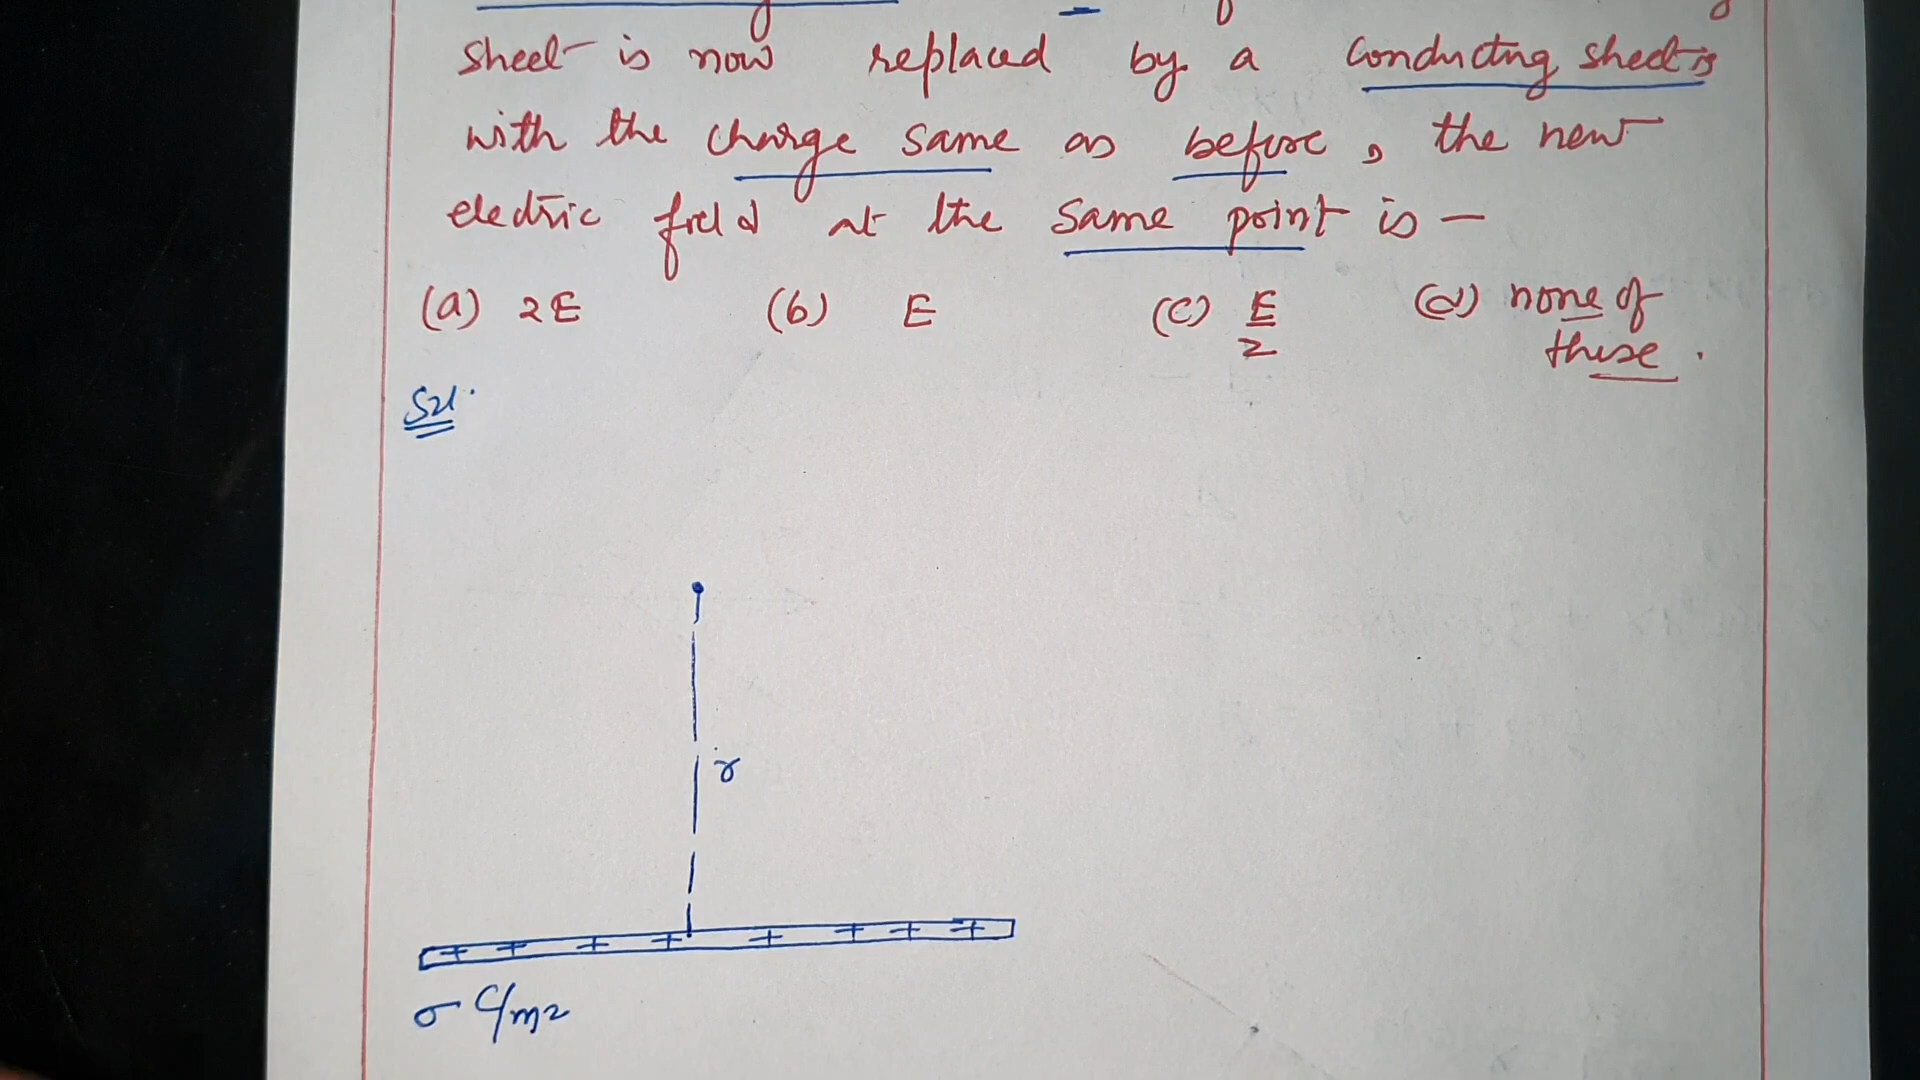 sheet is now replaced by a conducting sheet is
with the charge same as before, the new
electric field at the same point is —
(a) 2E (b) E (c) E/2 (d) none of
these.
Sol.
r
+ + + + + + + +
σ C/m2